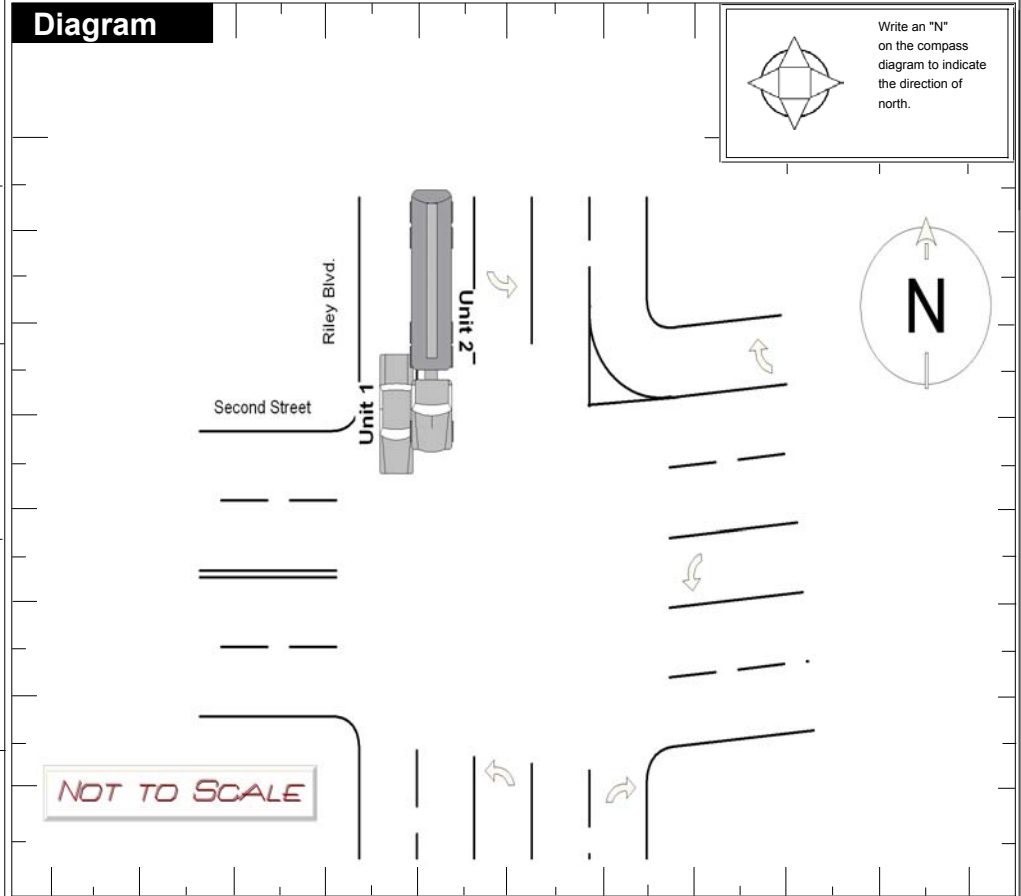 Diagram
Write an "N"
on the compass
diagram to indicate
the direction of
north.
Riley Blvd.
Unit 2
N
Unit 1
Second Street
NOT TO SCALE